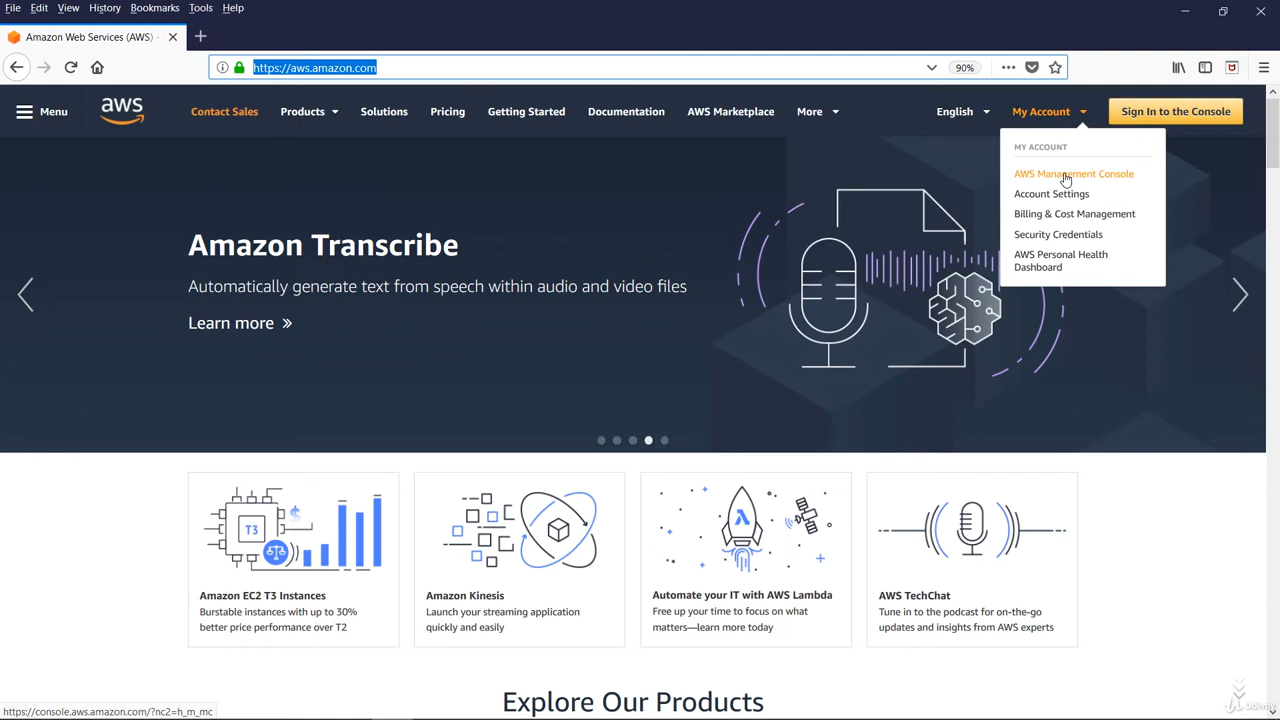 File Edit View History Bookmarks Tools Help
Amazon Web Services (AWS) -
https://aws.amazon.com
90%
Menu
aws
Contact Sales Products Solutions Pricing Getting Started Documentation AWS Marketplace More English My Account Sign In to the Console
MY ACCOUNT
AWS Management Console
Account Settings
Billing & Cost Management
Security Credentials
AWS Personal Health
Dashboard
Amazon Transcribe
Automatically generate text from speech within audio and video files
Learn more »
T3
$
Amazon EC2 T3 Instances
Burstable instances with up to 30%
better price performance over T2
Amazon Kinesis
Launch your streaming application
quickly and easily
λ
Automate your IT with AWS Lambda
Free up your time to focus on what
matters—learn more today
AWS TechChat
Tune in to the podcast for on-the-go
updates and insights from AWS experts
Explore Our Products
https://console.aws.amazon.com/?nc2=h_m_mc
Udemy